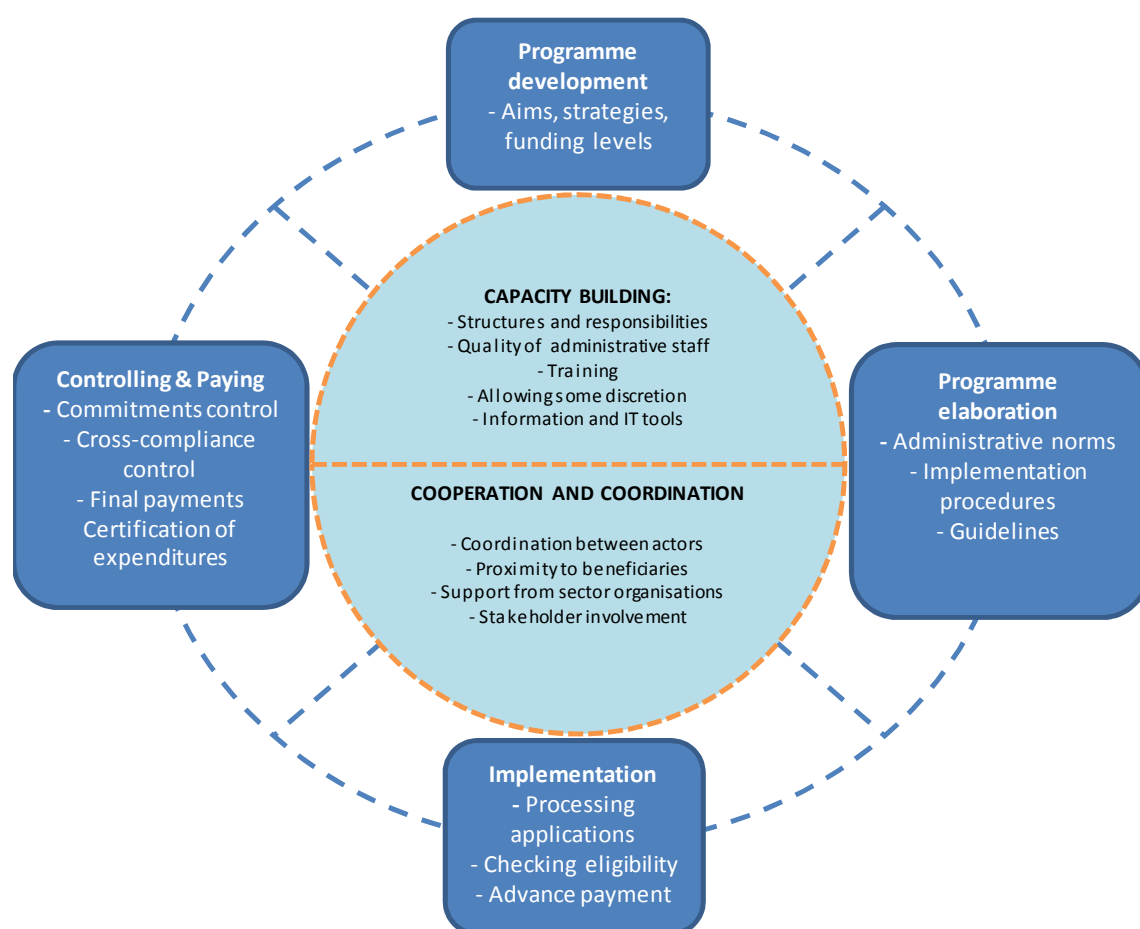 Programme
development
- Aims, strategies,
funding levels
CAPACITY BUILDING:
- Structures and responsibilities
- Quality of administrative staff
- Training
- Allowing some discretion
- Information and IT tools
COOPERATION AND COORDINATION
- Coordination between actors
- Proximity to beneficiaries
- Support from sector organisations
- Stakeholder involvement
Controlling & Paying
- Commitments control
- Cross-compliance
control
- Final payments
Certification of
expenditures
Programme
elaboration
- Administrative norms
- Implementation
procedures
- Guidelines
Implementation
- Processing
applications
- Checking eligibility
- Advance payment